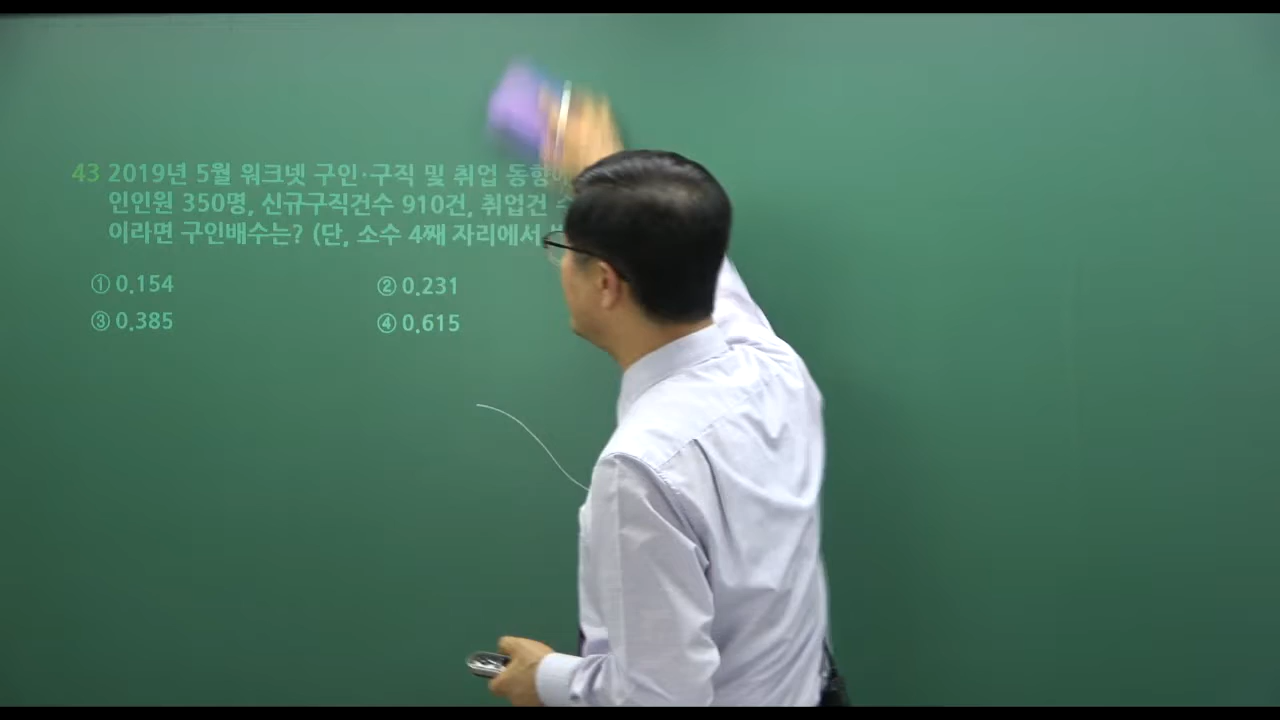 43 2019년 5월 워크넷 구인·구직 및 취업 동향
인인원 350명, 신규구직건수 910건, 취업건
이라면 구인배수는? (단, 소수 4째 자리에서
① 0.154 ② 0.231
③ 0.385 ④ 0.615